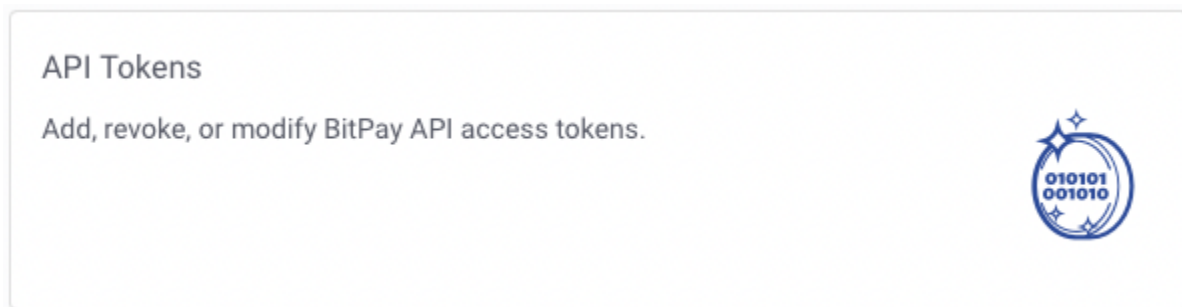 API Tokens
Add, revoke, or modify BitPay API access tokens.
010101
001010